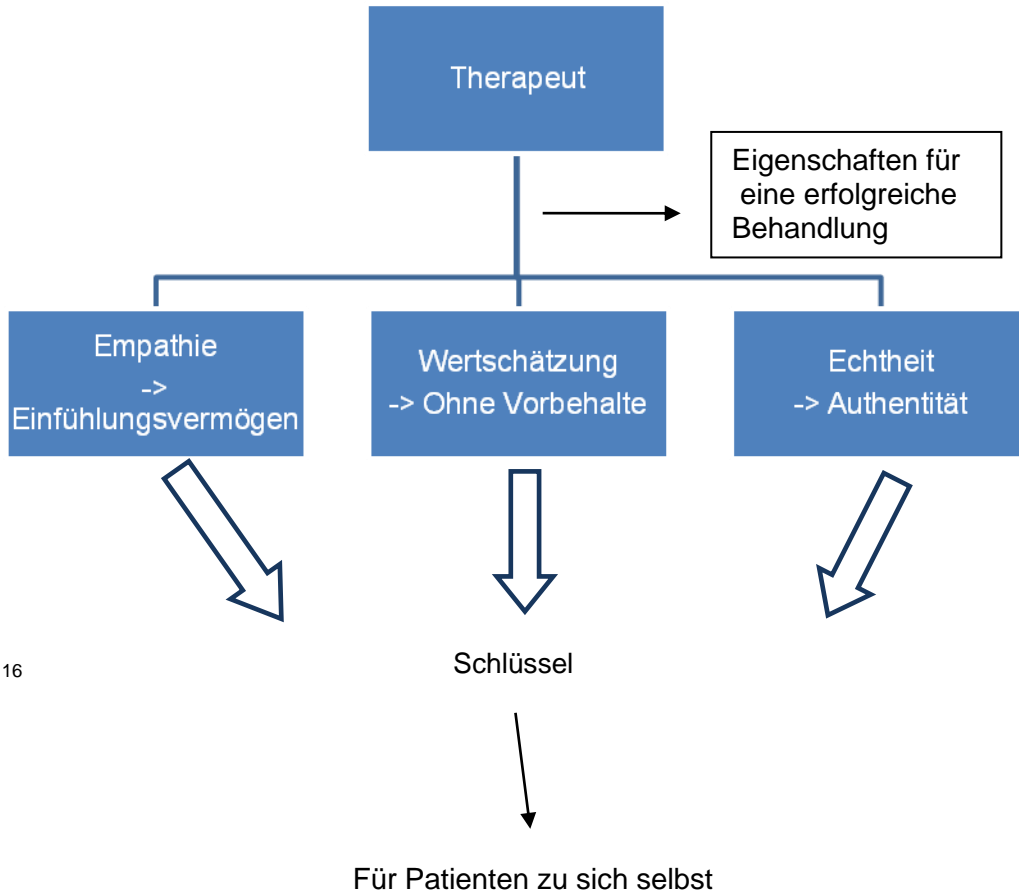 Therapeut
Eigenschaften für
eine erfolgreiche
Behandlung
Empathie
->
Einfühlungsvermögen
Wertschätzung
-> Ohne Vorbehalte
Echtheit
-> Authentität
Schlüssel
16
Für Patienten zu sich selbst